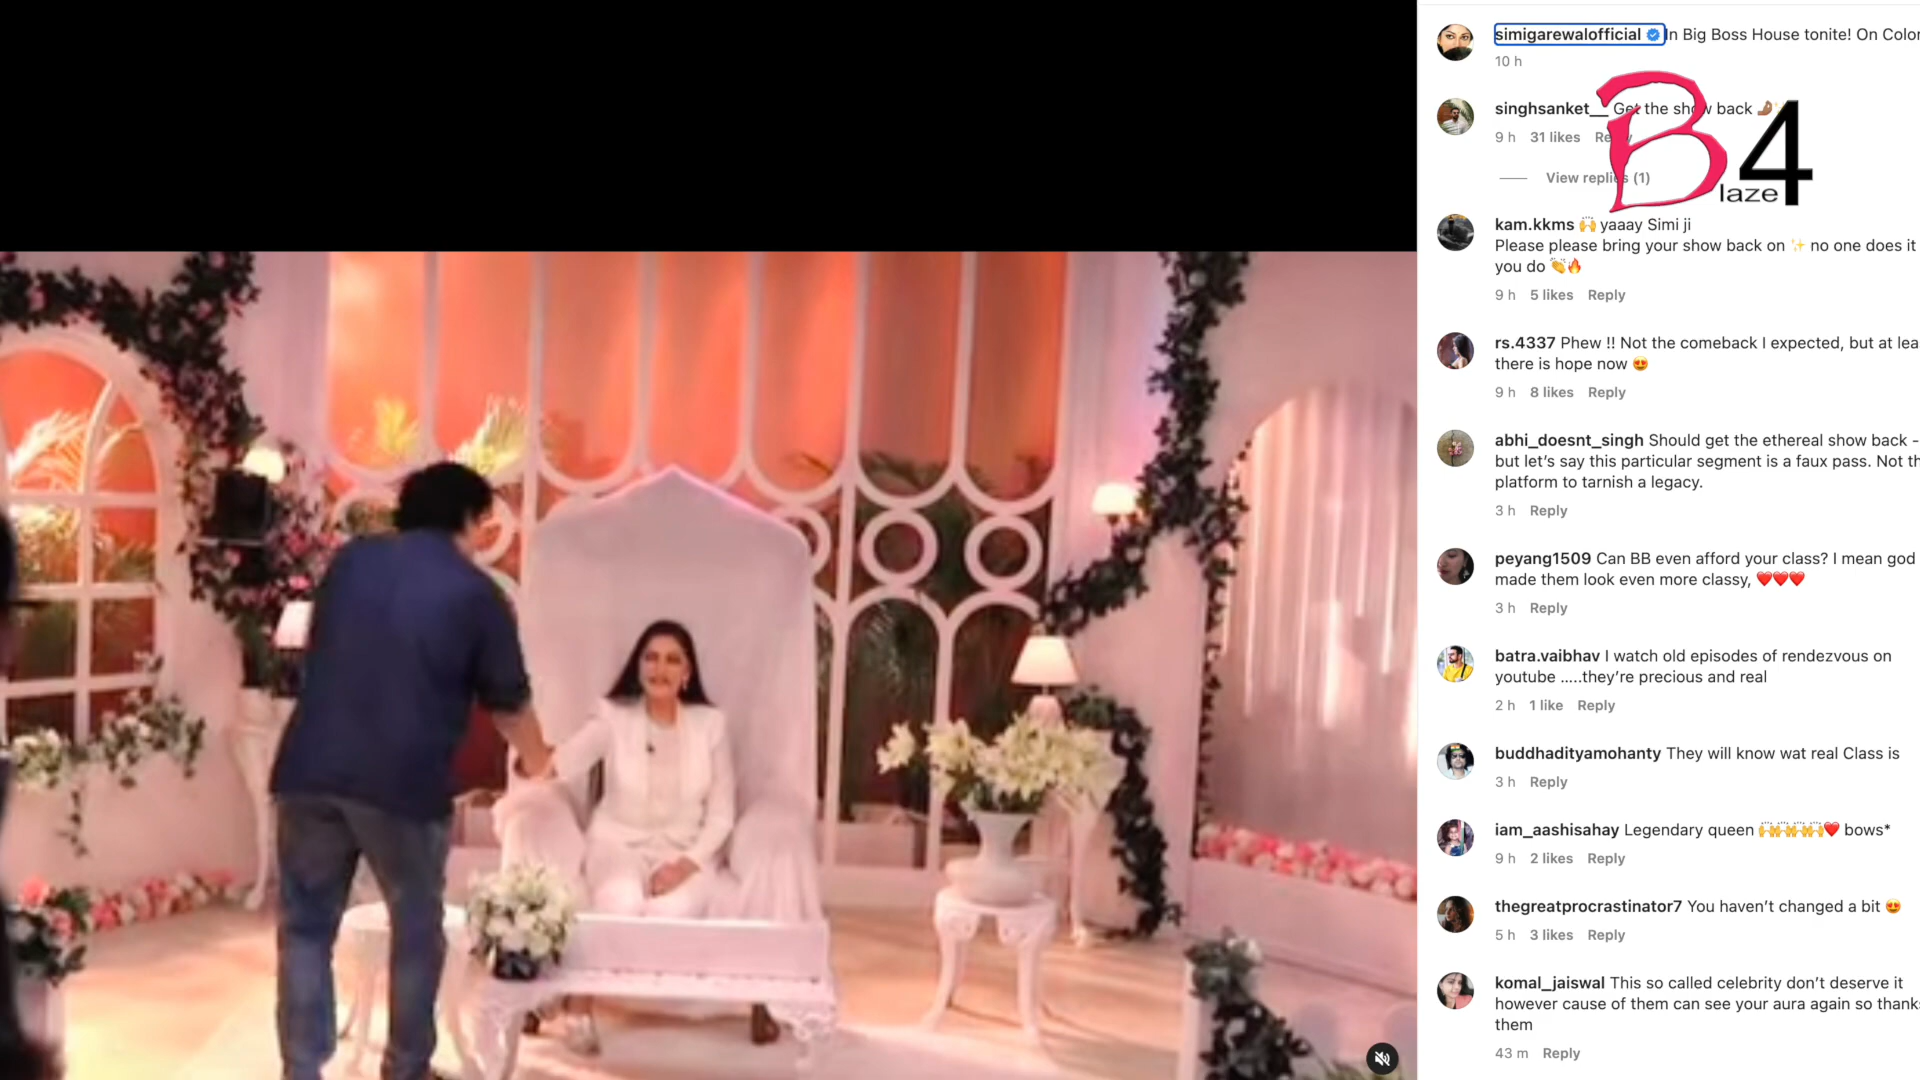 simigarewalofficial In Big Boss House tonite! On Color
10 h
singhsanket__ Get the show back
9 h 31 likes Reply
View replies (1)
B4
laze
kam.kkms 🙌 yaaay Simi ji
Please please bring your show back on ✨ no one does it
you do 👏🔥
9 h 5 likes Reply
rs.4337 Phew !! Not the comeback I expected, but at lea
there is hope now 😍
9 h 8 likes Reply
abhi_doesnt_singh Should get the ethereal show back -
but let's say this particular segment is a faux pass. Not th
platform to tarnish a legacy.
3 h Reply
peyang1509 Can BB even afford your class? I mean god
made them look even more classy, ❤️❤️❤️
3 h Reply
batra.vaibhav I watch old episodes of rendezvous on
youtube .....they're precious and real
2 h 1 like Reply
buddhadityamohanty They will know wat real Class is
3 h Reply
iam_aashisahay Legendary queen 🙌🙌🙌🙌❤️ bows*
9 h 2 likes Reply
thegreatprocrastinator7 You haven't changed a bit 😍
5 h 3 likes Reply
komal_jaiswal This so called celebrity don't deserve it
however cause of them can see your aura again so thank
them
43 m Reply